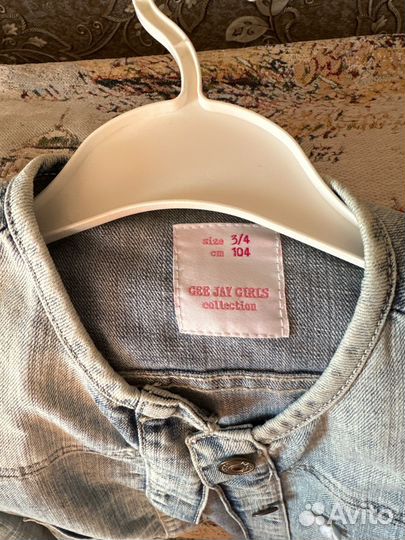 size 3/4
cm 104
GEE JAY GIRLS
collection
Avito